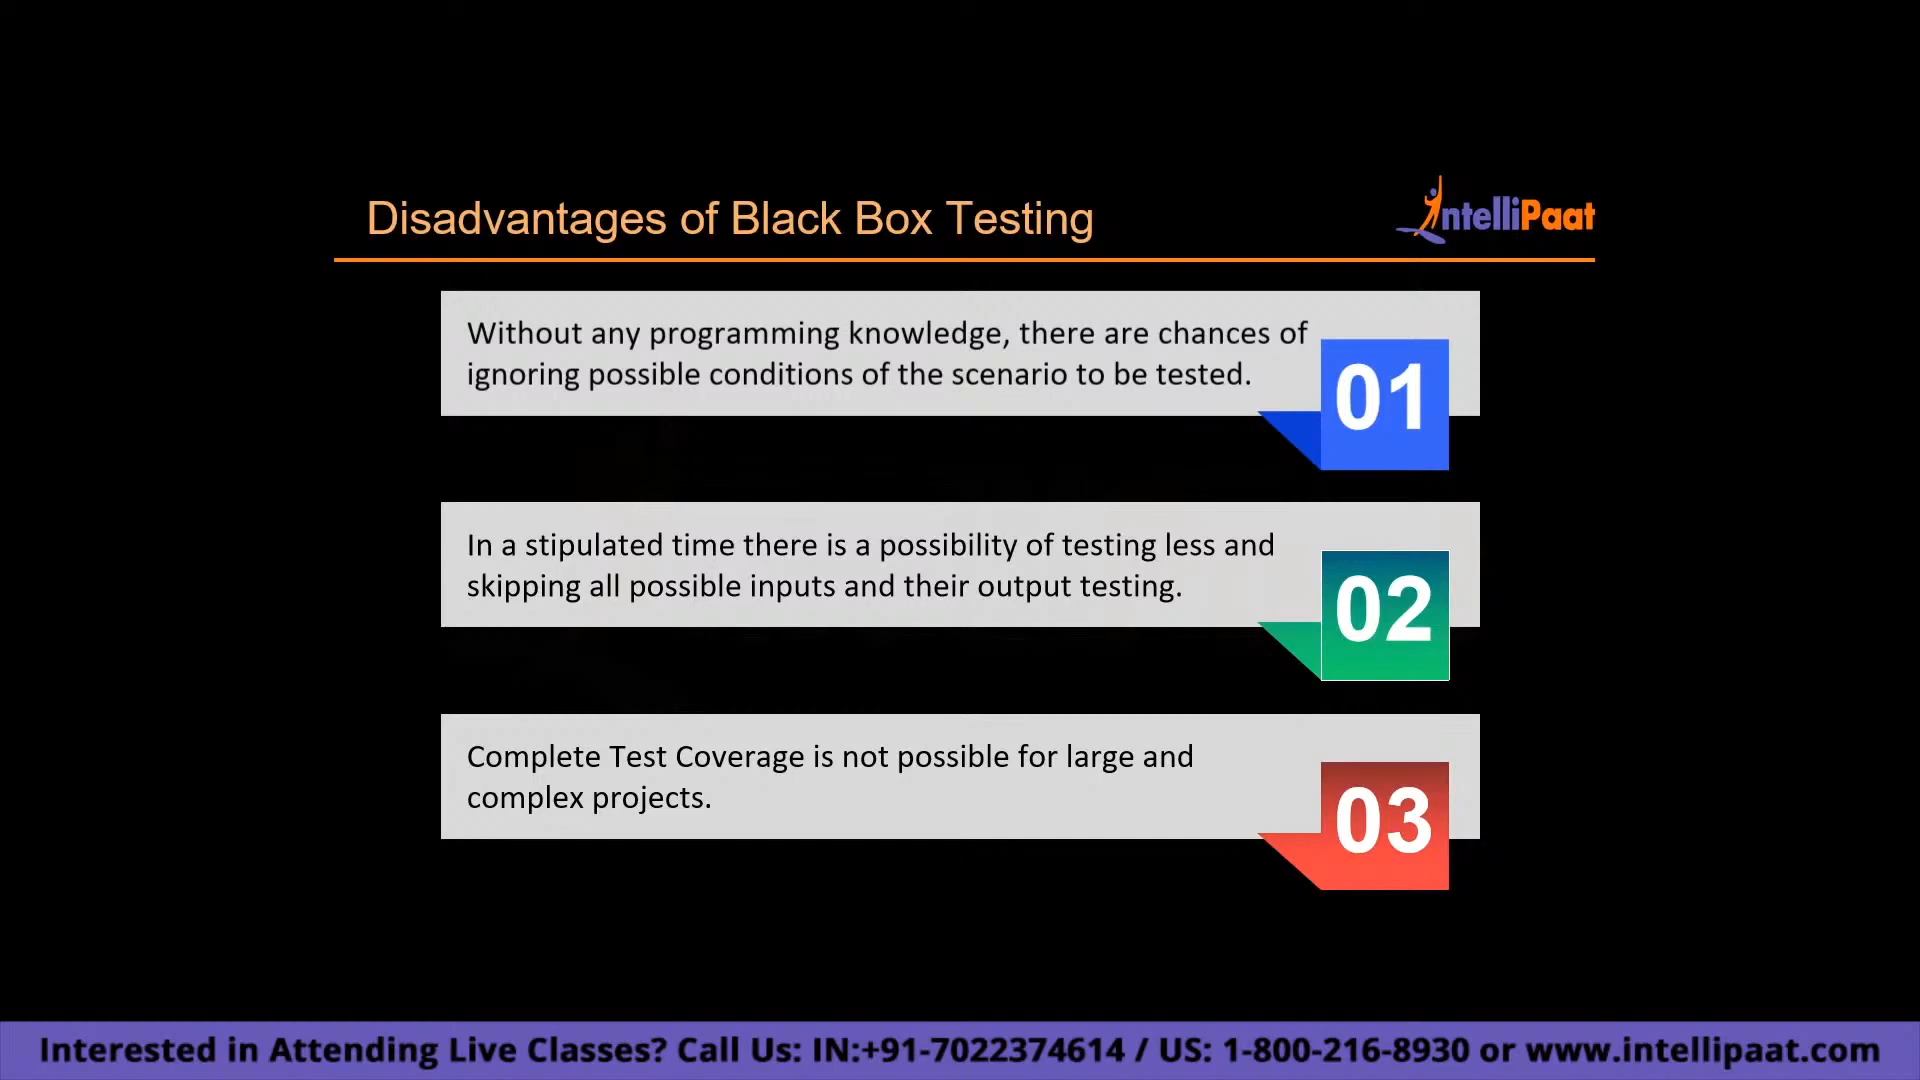 Disadvantages of Black Box Testing
IntelliPaat
Without any programming knowledge, there are chances of
ignoring possible conditions of the scenario to be tested.
01
In a stipulated time there is a possibility of testing less and
skipping all possible inputs and their output testing.
02
Complete Test Coverage is not possible for large and
complex projects.
03
Interested in Attending Live Classes? Call Us: IN:+91-7022374614 / US: 1-800-216-8930 or www.intellipaat.com